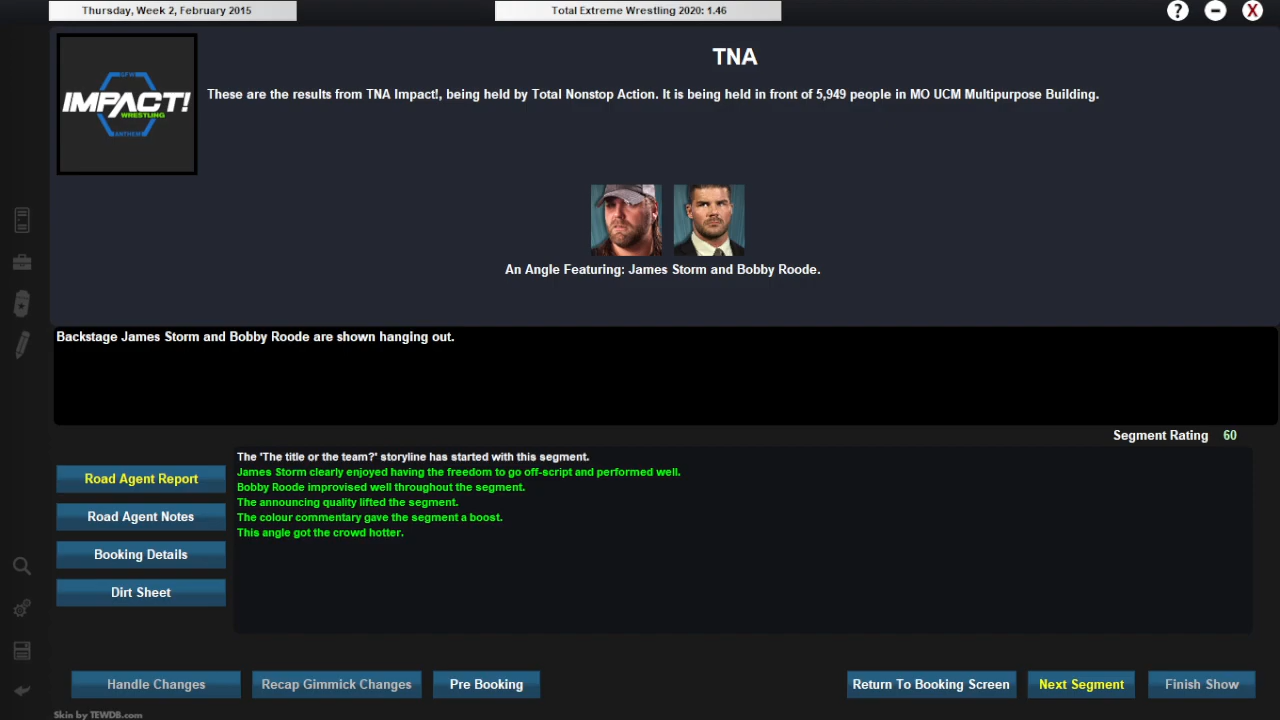 Thursday, Week 2, February 2015
Total Extreme Wrestling 2020: 1.46
?
X
TNA
GFW
IMPACT!
WRESTLING
ANTHEM
These are the results from TNA Impact!, being held by Total Nonstop Action. It is being held in front of 5,949 people in MO UCM Multipurpose Building.
An Angle Featuring: James Storm and Bobby Roode.
Backstage James Storm and Bobby Roode are shown hanging out.
Segment Rating 60
The 'The title or the team?' storyline has started with this segment.
James Storm clearly enjoyed having the freedom to go off-script and performed well.
Bobby Roode improvised well throughout the segment.
The announcing quality lifted the segment.
The colour commentary gave the segment a boost.
This angle got the crowd hotter.
Road Agent Report
Road Agent Notes
Booking Details
Dirt Sheet
Handle Changes
Recap Gimmick Changes
Pre Booking
Return To Booking Screen
Next Segment
Finish Show
Skin by TEWDB.com